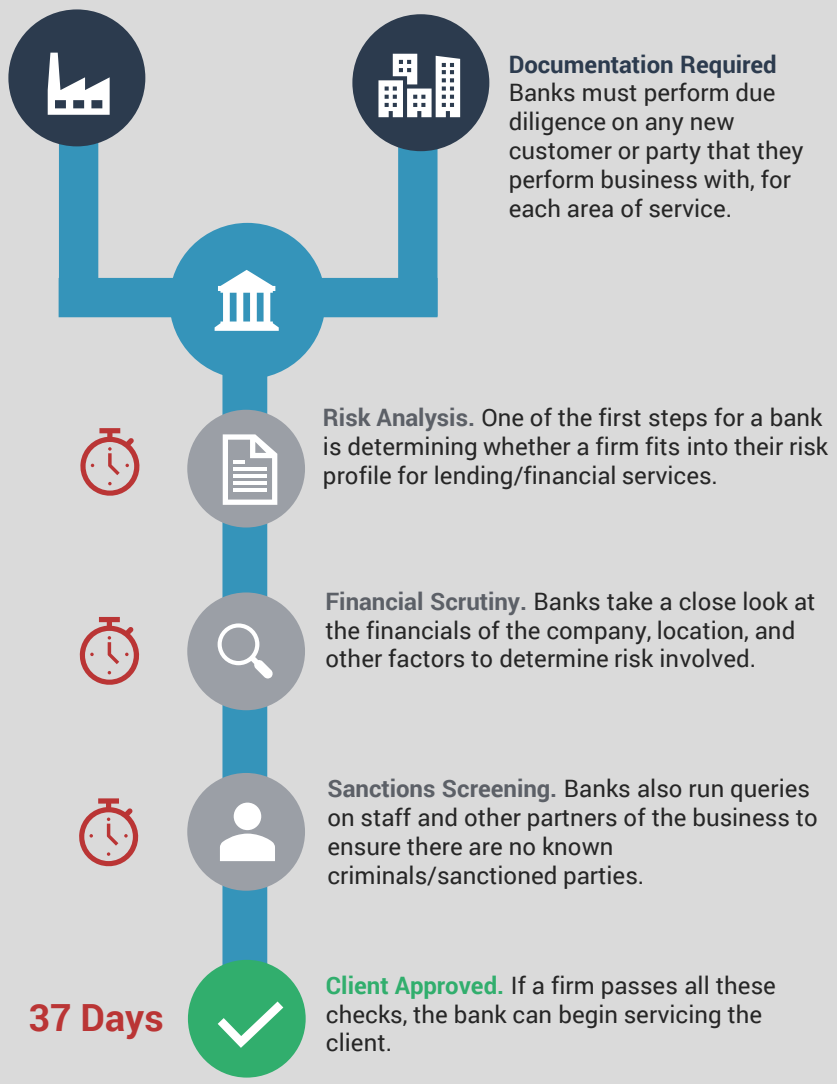 Documentation Required
Banks must perform due
diligence on any new
customer or party that they
perform business with, for
each area of service.
Risk Analysis. One of the first steps for a bank
is determining whether a firm fits into their risk
profile for lending/financial services.
Financial Scrutiny. Banks take a close look at
the financials of the company, location, and
other factors to determine risk involved.
Sanctions Screening. Banks also run queries
on staff and other partners of the business to
ensure there are no known
criminals/sanctioned parties.
37 Days
Client Approved. If a firm passes all these
checks, the bank can begin servicing the
client.